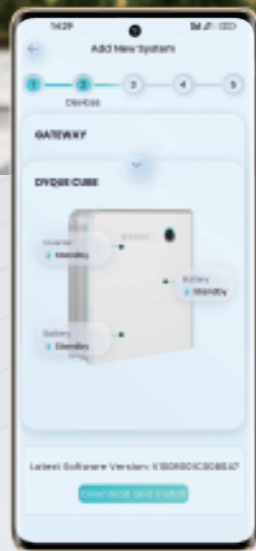 14:29
Add New System
1 2 3 4 5
Devices
GATEWAY
DYQUE CUBE
Inverter
Standby
Battery
Standby
Battery
Standby
Latest Software Version:
Download and Install